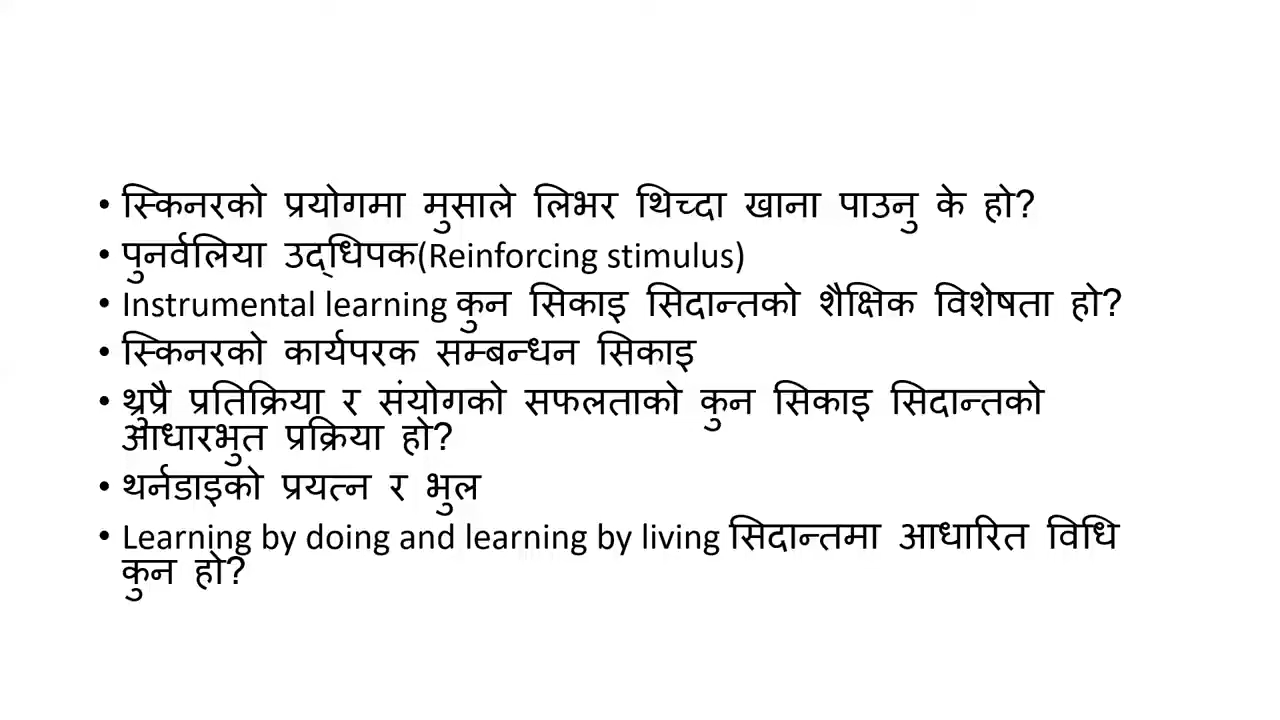 • स्किनरको प्रयोगमा मुसाले लिभर थिच्दा खाना पाउनु के हो?
• पुनर्वलिया उद्धिपक(Reinforcing stimulus)
• Instrumental learning कुन सिकाइ सिदान्तको शैक्षिक विशेषता हो?
• स्किनरको कार्यपरक सम्बन्धन सिकाइ
• थ्रुप्रै प्रतिक्रिया र संयोगको सफलताको कुन सिकाइ सिदान्तको
आधारभुत प्रक्रिया हो?
• थर्नडाइको प्रयत्न र भुल
• Learning by doing and learning by living सिदान्तमा आधारित विधि
कुन हो?